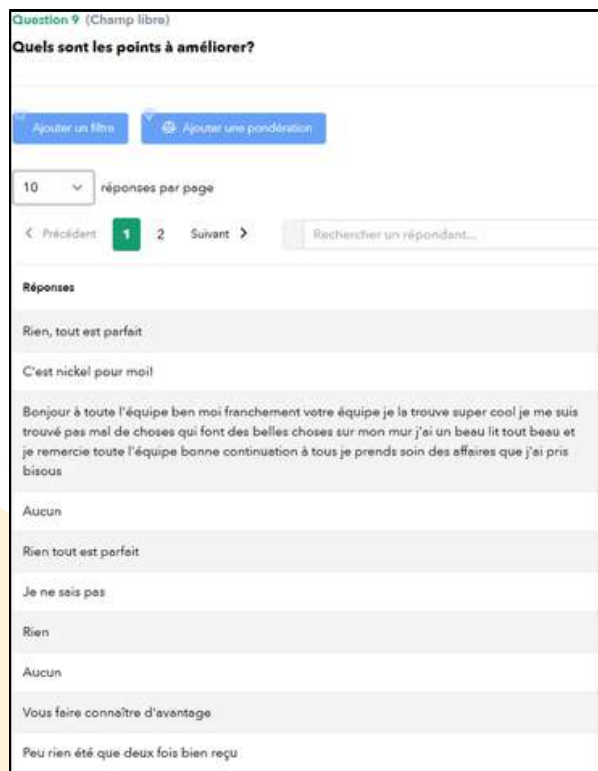 Question 9 (Champ libre)
Quels sont les points à améliorer?
Ajouter un filtre
Ajouter une pondération
10 réponses par page
Précédent 1 2 Suivant Rechercher un répondant...
Réponses
Rien, tout est parfait
C'est nickel pour moi!
Bonjour à toute l'équipe ben moi franchement votre équipe je la trouve super cool je me suis
trouvé pas mal de choses qui font des belles choses sur mon mur j'ai un beau lit tout beau et
je remercie toute l'équipe bonne continuation à tous je prends soin des affaires que j'ai pris
bisous
Aucun
Rien tout est parfait
Je ne sais pas
Rien
Aucun
Vous faire connaître d'avantage
Peu rien été que deux fois bien reçu